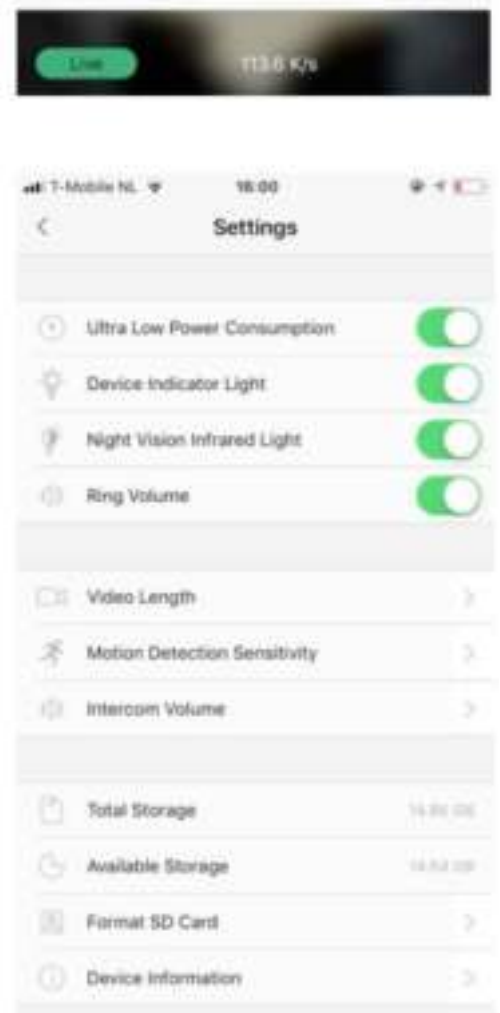 Live
113.6 K/s
T-Mobile NL
16:00
Settings
Ultra Low Power Consumption
Device Indicator Light
Night Vision Infrared Light
Ring Volume
Video Length
Motion Detection Sensitivity
Intercom Volume
Total Storage
Available Storage
Format SD Card
Device Information